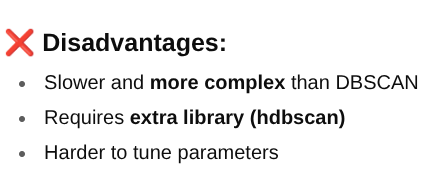 ❌ Disadvantages:
• Slower and more complex than DBSCAN
• Requires extra library (hdbscan)
• Harder to tune parameters